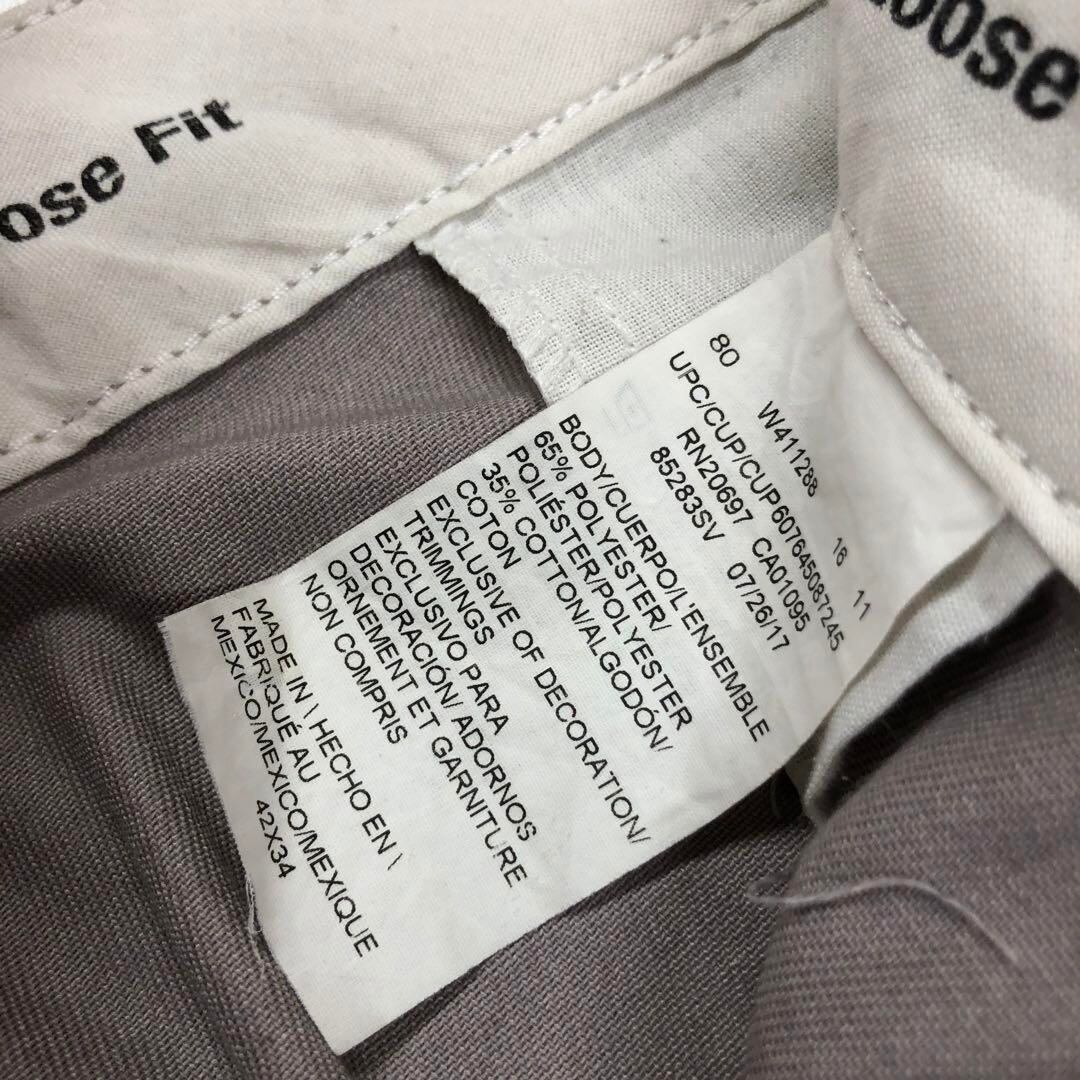 ose Fit
oose
80 W411288 16 11
UPC/CUP/CUP607645087245
RN20697 CA01095
85283SV 07/26/17
BODY/CUERPO/L'ENSEMBLE
65% POLYESTER/
POLIÉSTER/POLYESTER
35% COTTON/ALGODÓN/
COTON
EXCLUSIVE OF DECORATION/
TRIMMINGS
EXCLUSIVO PARA
DECORACIÓN/ ADORNOS
ORNEMENT ET GARNITURE
NON COMPRIS
MADE IN \ HECHO EN \
FABRIQUÉ AU
MEXICO/MEXICO/MEXIQUE
42X34